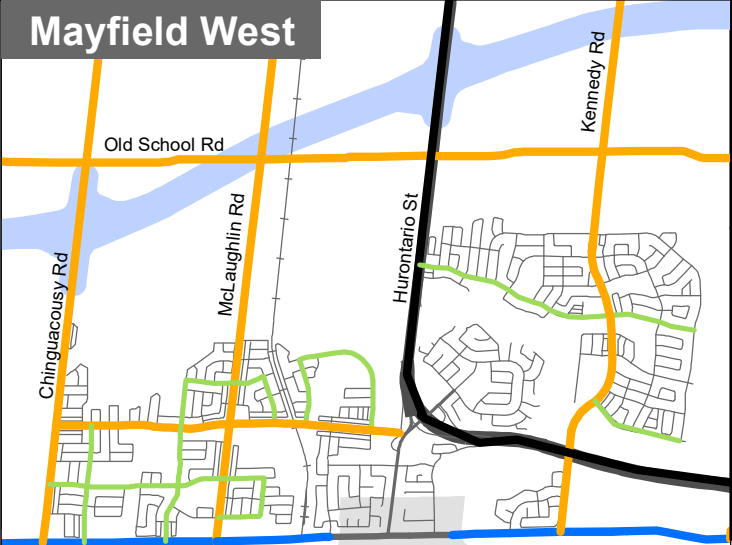 Mayfield West
Kennedy Rd
Old School Rd
Hurontario St
McLaughlin Rd
Chinguacousy Rd